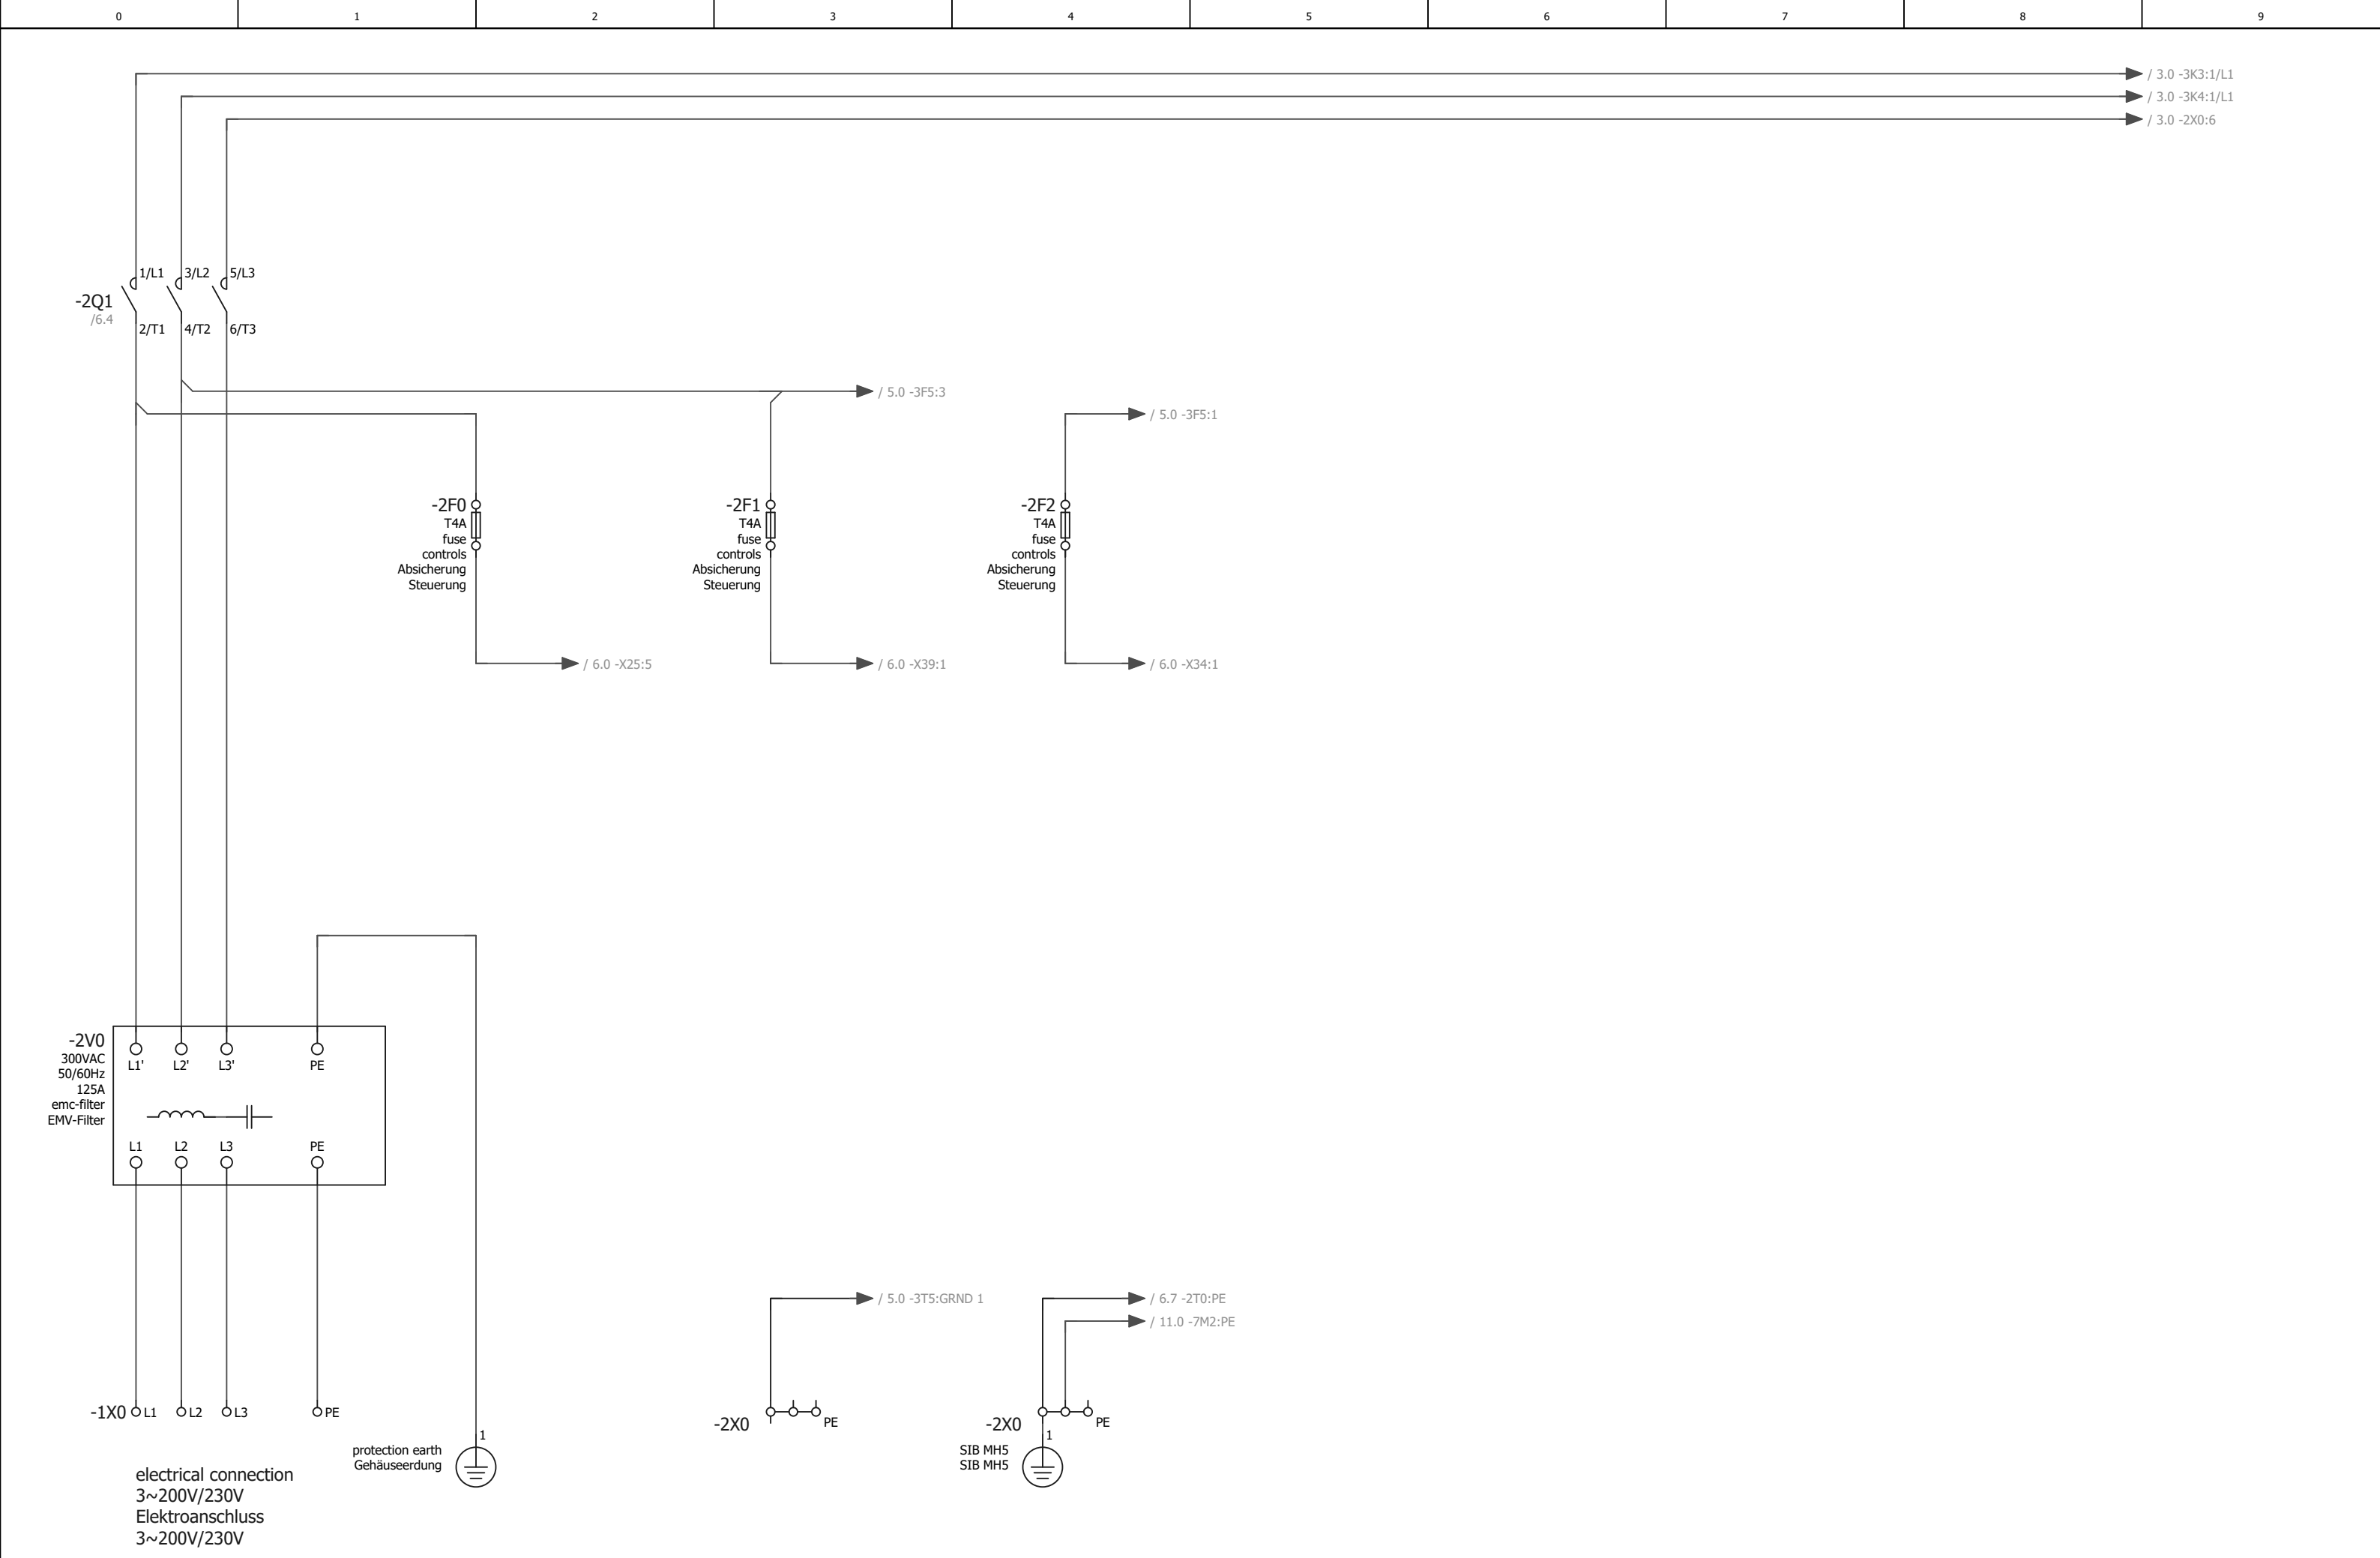 0 1 2 3 4 5 6 7 8 9
/ 3.0 -3K3:1/L1
/ 3.0 -3K4:1/L1
/ 3.0 -2X0:6
1/L1 3/L2 5/L3
-2Q1
/6.4
2/T1 4/T2 6/T3
/ 5.0 -3F5:3
/ 5.0 -3F5:1
-2F0
T4A
fuse
controls
Absicherung
Steuerung
-2F1
T4A
fuse
controls
Absicherung
Steuerung
-2F2
T4A
fuse
controls
Absicherung
Steuerung
/ 6.0 -X25:5
/ 6.0 -X39:1
/ 6.0 -X34:1
-2V0
300VAC
50/60Hz
125A
emc-filter
EMV-Filter
L1' L2' L3' PE
L1 L2 L3 PE
/ 5.0 -3T5:GRND 1
/ 6.7 -2T0:PE
/ 11.0 -7M2:PE
-1X0 L1 L2 L3 PE
-2X0 PE
-2X0 PE
1
protection earth
Gehäuseerdung
1
SIB MH5
SIB MH5
electrical connection
3~200V/230V
Elektroanschluss
3~200V/230V